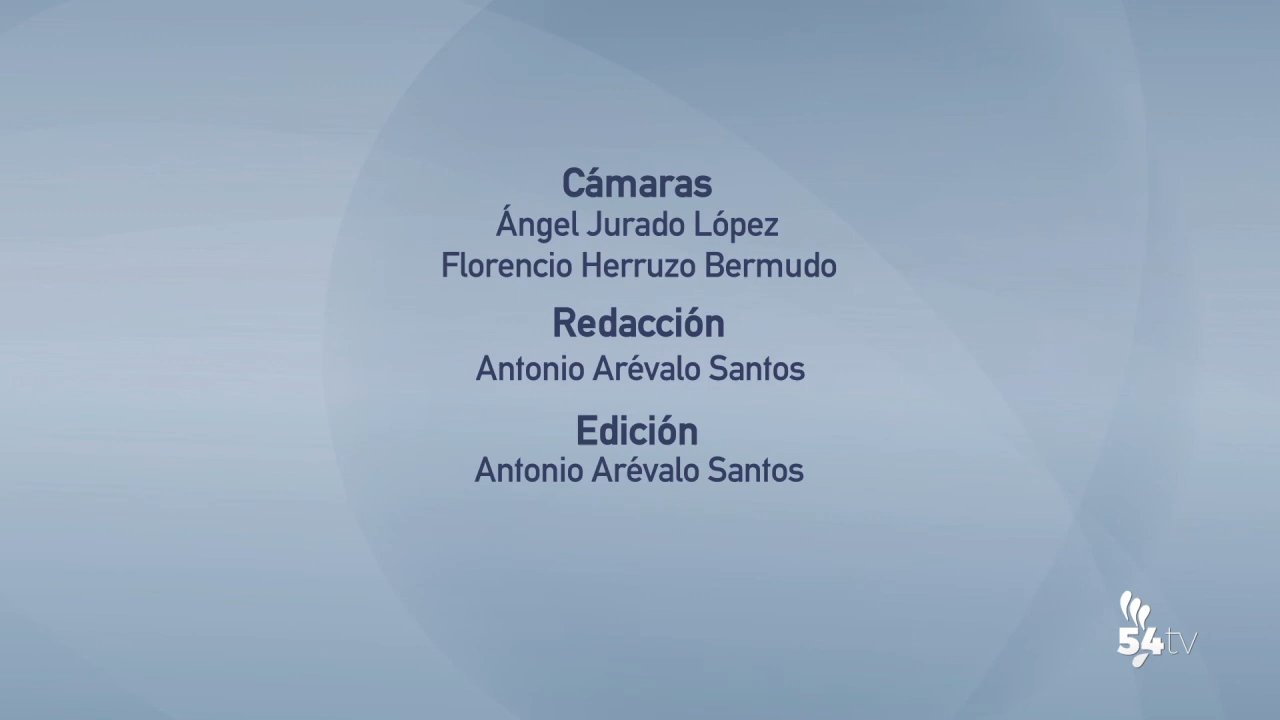 Cámaras
Ángel Jurado López
Florencio Herruzo Bermudo
Redacción
Antonio Arévalo Santos
Edición
Antonio Arévalo Santos
54tv